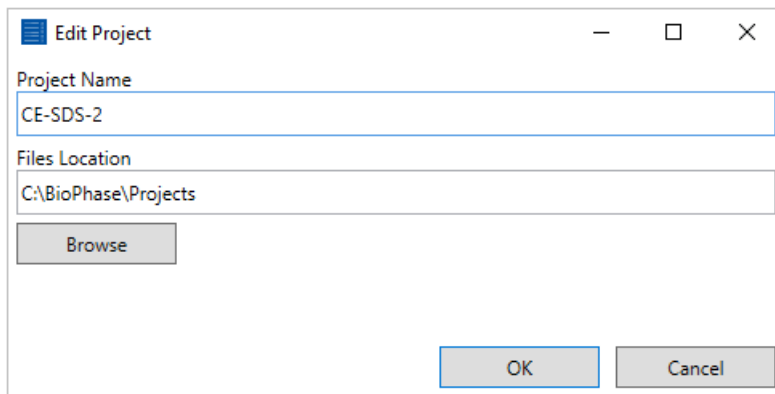 Edit Project
Project Name
CE-SDS-2
Files Location
C:\BioPhase\Projects
Browse
OK Cancel